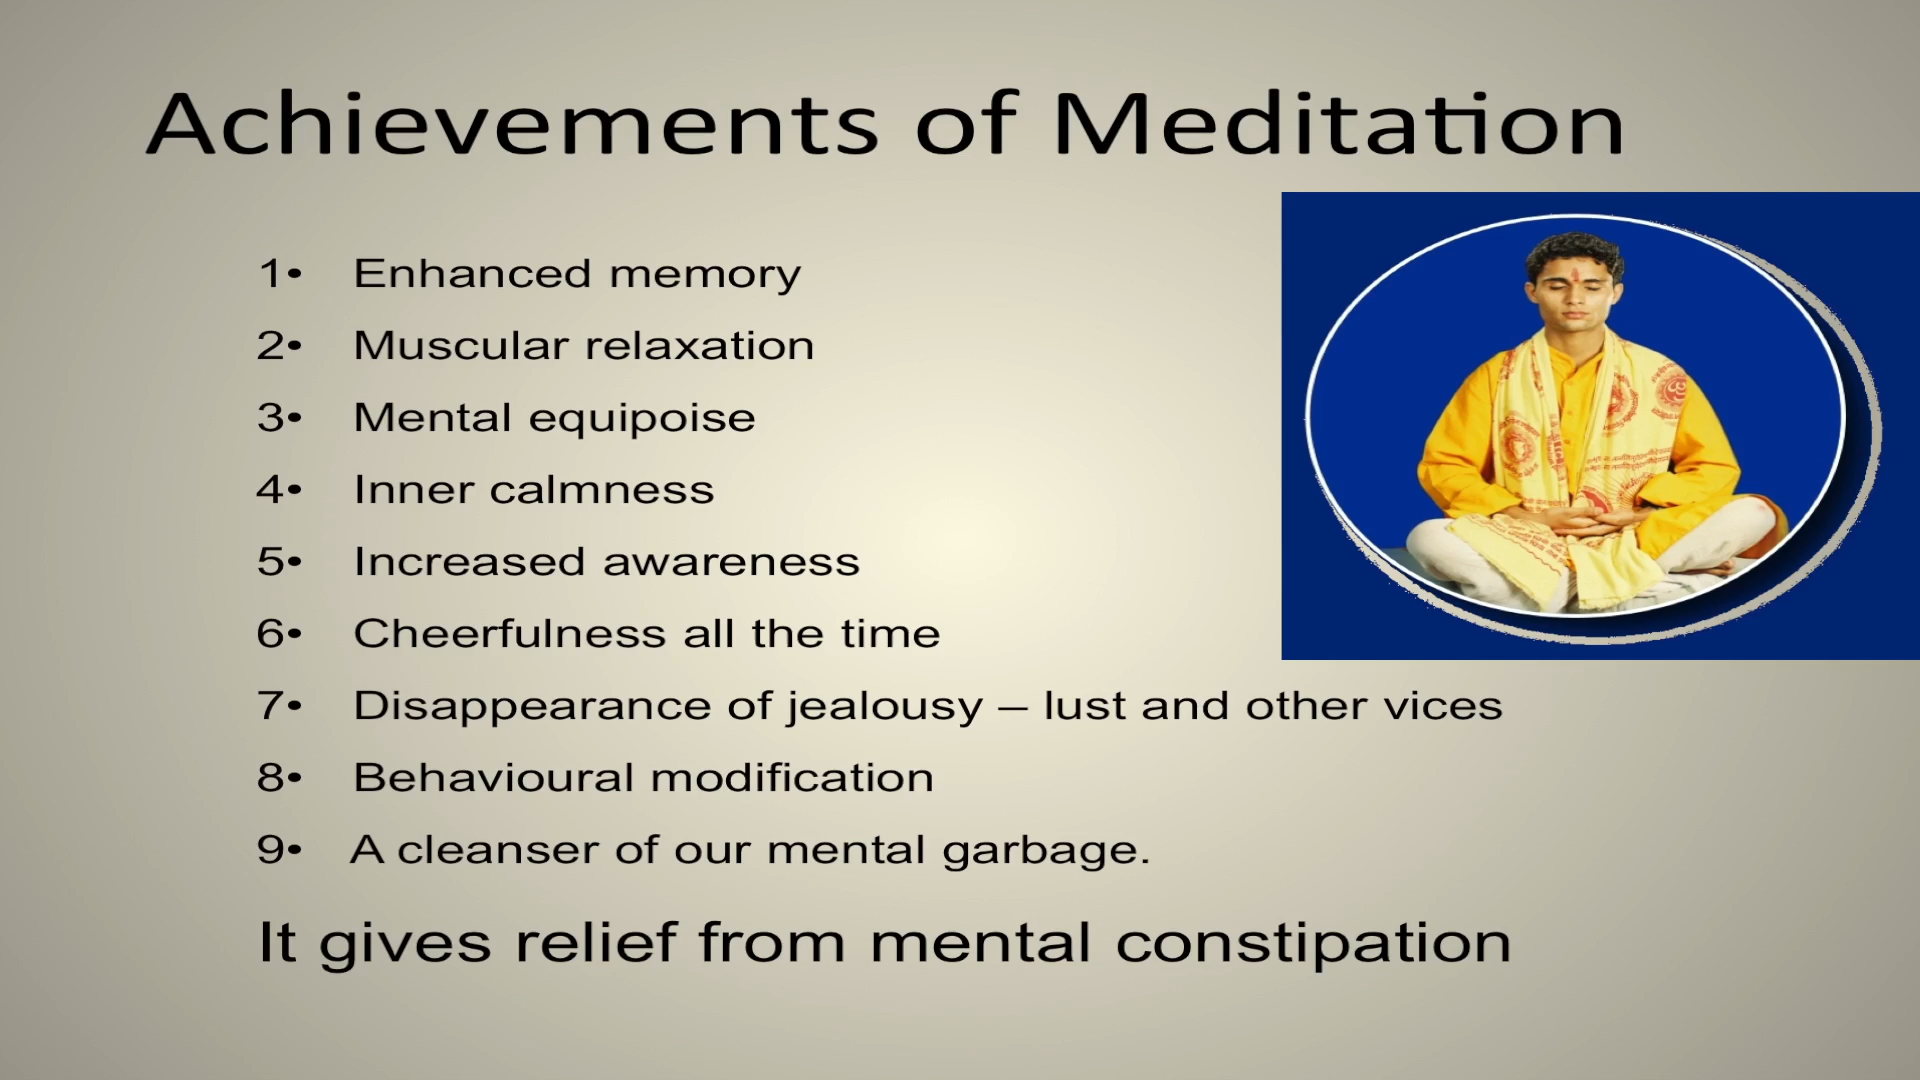 Achievements of Meditation
1• Enhanced memory
2• Muscular relaxation
3• Mental equipoise
4• Inner calmness
5• Increased awareness
6• Cheerfulness all the time
7• Disappearance of jealousy – lust and other vices
8• Behavioural modification
9• A cleanser of our mental garbage.
It gives relief from mental constipation